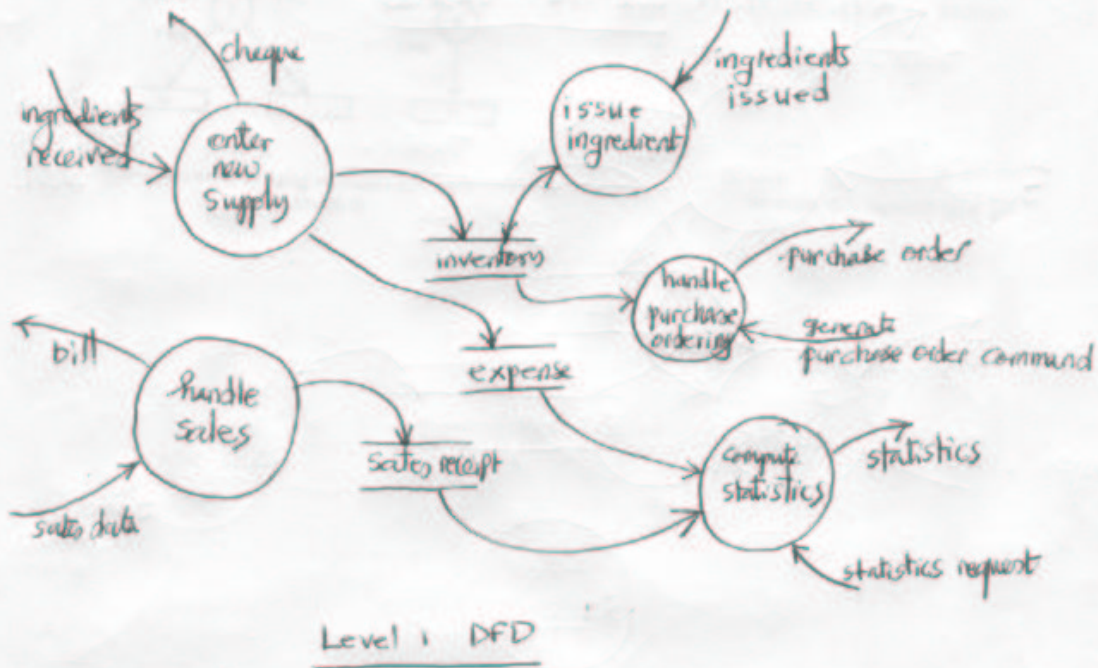 cheque
ingredients
received
enter
new
supply
issue
ingredient
ingredients
issued
inventory
handle
purchase
ordering
purchase order
generate
purchase order command
bill
handle
sales
expense
sales receipt
sales data
compute
statistics
statistics
statistics request
Level 1 DFD